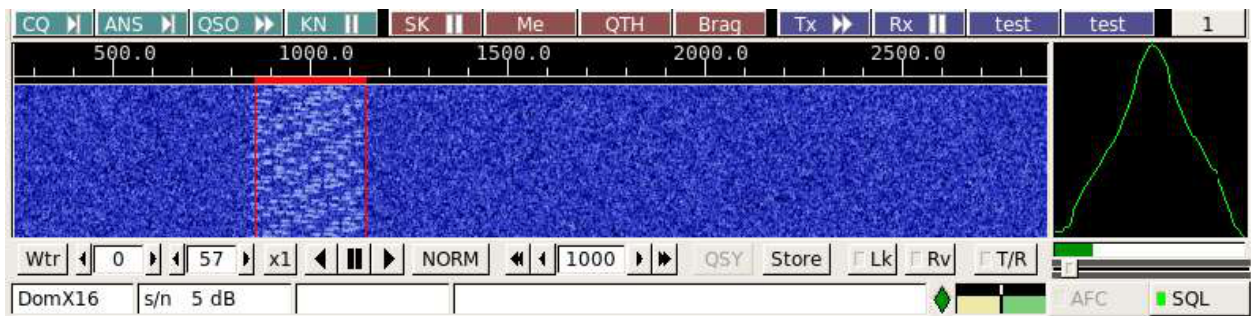 CQ ANS QSO KN SK Me QTH Brag Tx Rx test test 1
500.0 1000.0 1500.0 2000.0 2500.0
Wtr 0 57 x1 NORM 1000 QSY Store Lk Rv T/R
DomX16 s/n 5 dB AFC SQL